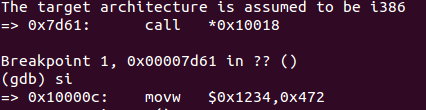 The target architecture is assumed to be i386
=> 0x7d61: call *0x10018
Breakpoint 1, 0x00007d61 in ?? ()
(gdb) si
=> 0x10000c: movw $0x1234,0x472